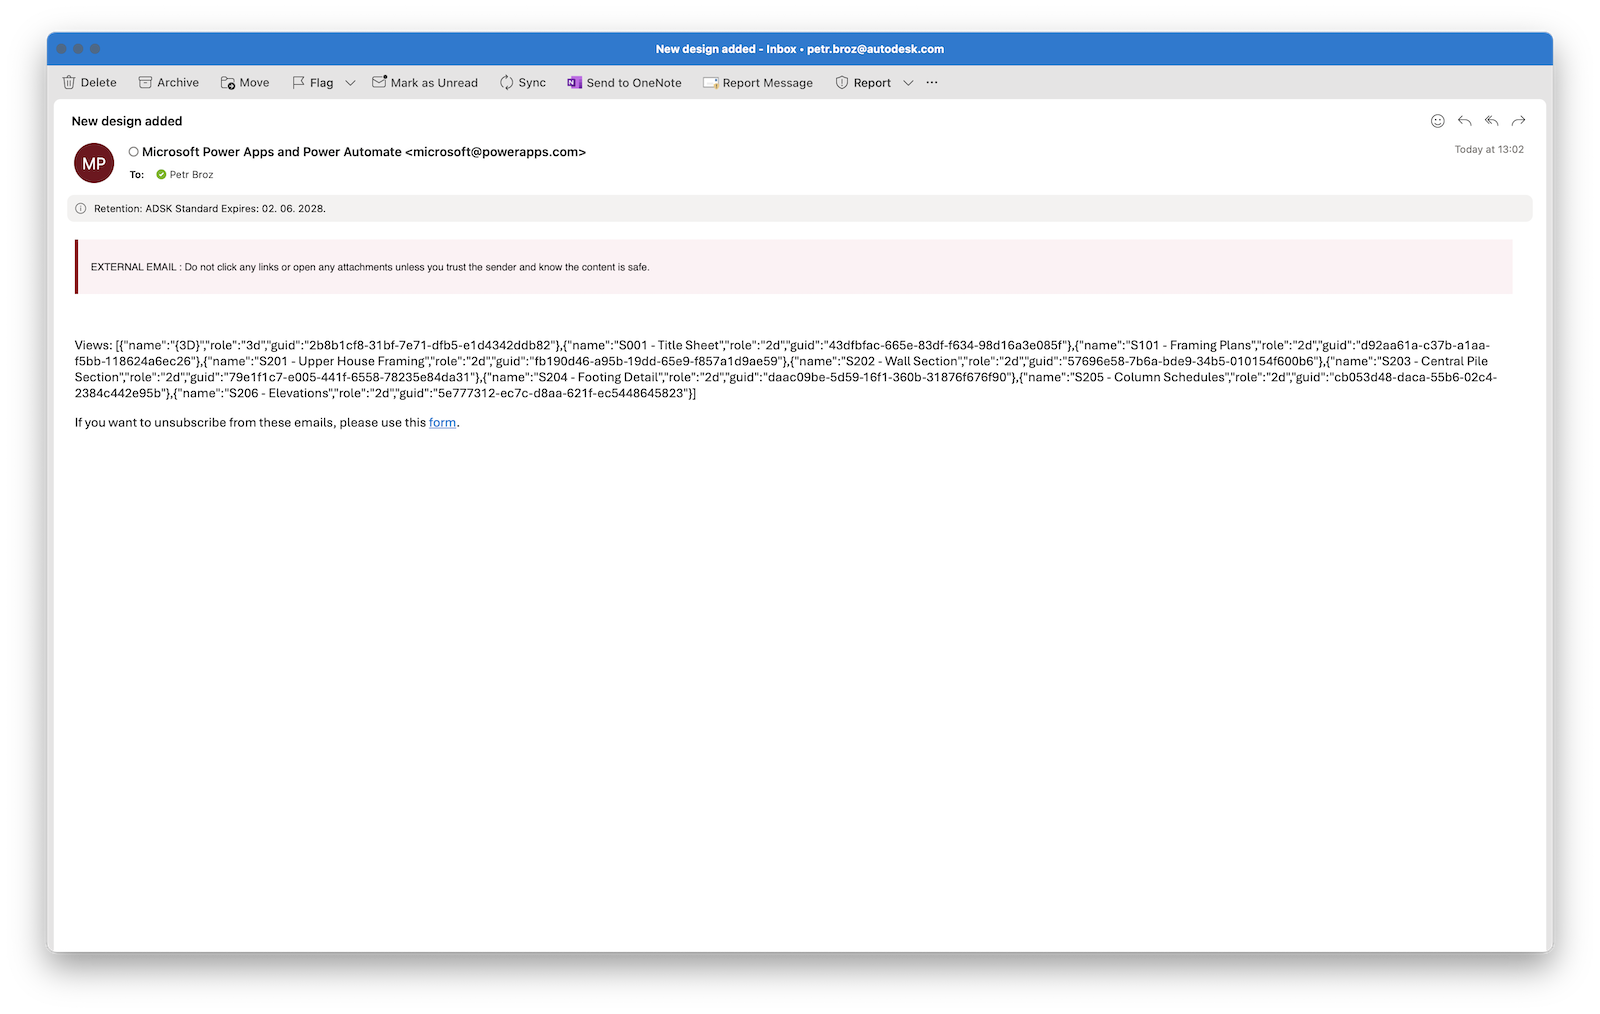 New design added - Inbox • petr.broz@autodesk.com
Delete Archive Move Flag Mark as Unread Sync Send to OneNote Report Message Report ...
New design added
MP
Microsoft Power Apps and Power Automate <microsoft@powerapps.com>
Today at 13:02
To: Petr Broz
Retention: ADSK Standard Expires: 02. 06. 2028.
EXTERNAL EMAIL : Do not click any links or open any attachments unless you trust the sender and know the content is safe.
Views: [{"name":"{3D}","role":"3d","guid":"2b8b1cf8-31bf-7e71-dfb5-e1d4342ddb82"},{"name":"S001 - Title Sheet","role":"2d","guid":"43dfbfac-665e-83df-f634-98d16a3e085f"},{"name":"S101 - Framing Plans","role":"2d","guid":"d92aa61a-c37b-a1aa-
f5bb-118624a6ec26"},{"name":"S201 - Upper House Framing","role":"2d","guid":"fb190d46-a95b-19dd-65e9-f857a1d9ae59"},{"name":"S202 - Wall Section","role":"2d","guid":"57696e58-7b6a-bde9-34b5-010154f600b6"},{"name":"S203 - Central Pile
Section","role":"2d","guid":"79e1f1c7-e005-441f-6558-78235e84da31"},{"name":"S204 - Footing Detail","role":"2d","guid":"daac09be-5d59-16f1-360b-31876f676f90"},{"name":"S205 - Column Schedules","role":"2d","guid":"cb053d48-daca-55b6-02c4-
2384c442e95b"},{"name":"S206 - Elevations","role":"2d","guid":"5e777312-ec7c-d8aa-621f-ec5448645823"}]
If you want to unsubscribe from these emails, please use this form.